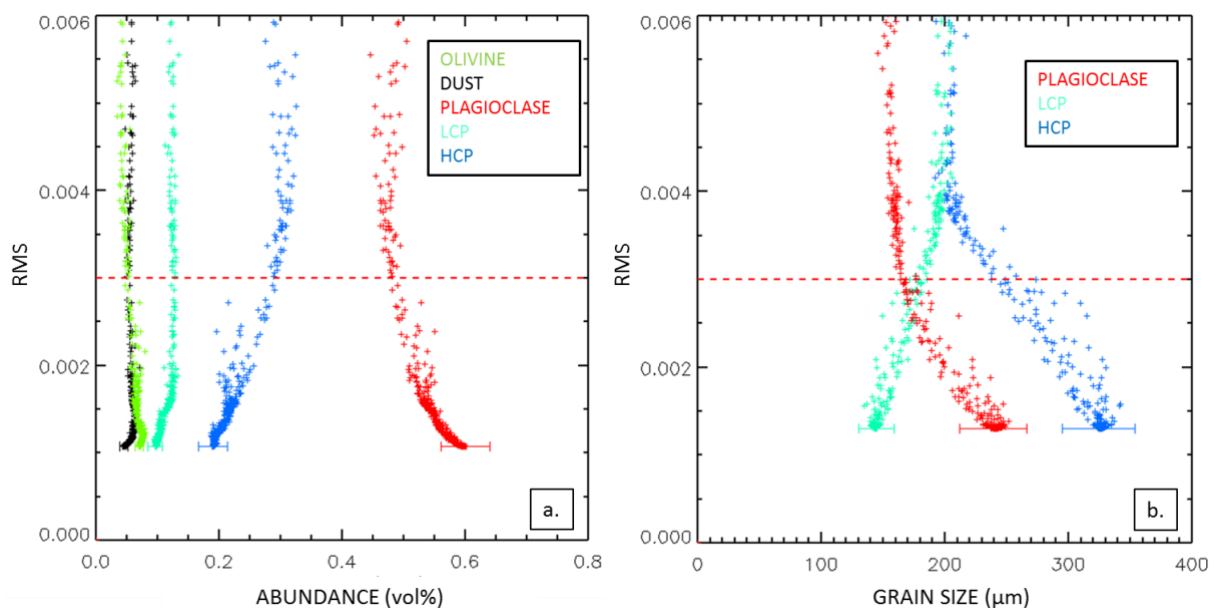 0.006
0.004
0.002
0.000
RMS
0.0
0.2
0.4
0.6
0.8
ABUNDANCE (vol%)
OLIVINE
DUST
PLAGIOCLASE
LCP
HCP
a.
0.006
0.004
0.002
0.000
RMS
0
100
200
300
400
GRAIN SIZE (μm)
PLAGIOCLASE
LCP
HCP
b.